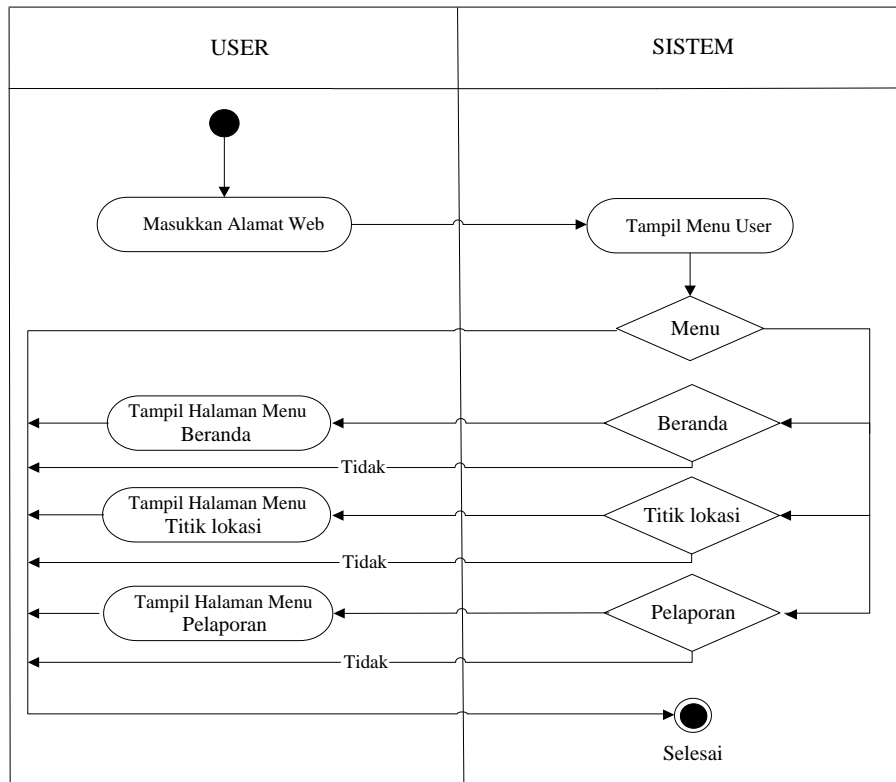 USER
SISTEM
Masukkan Alamat Web
Tampil Menu User
Menu
Tampil Halaman Menu
Beranda
Beranda
Tidak
Tampil Halaman Menu
Titik lokasi
Titik lokasi
Tidak
Tampil Halaman Menu
Pelaporan
Pelaporan
Tidak
Selesai